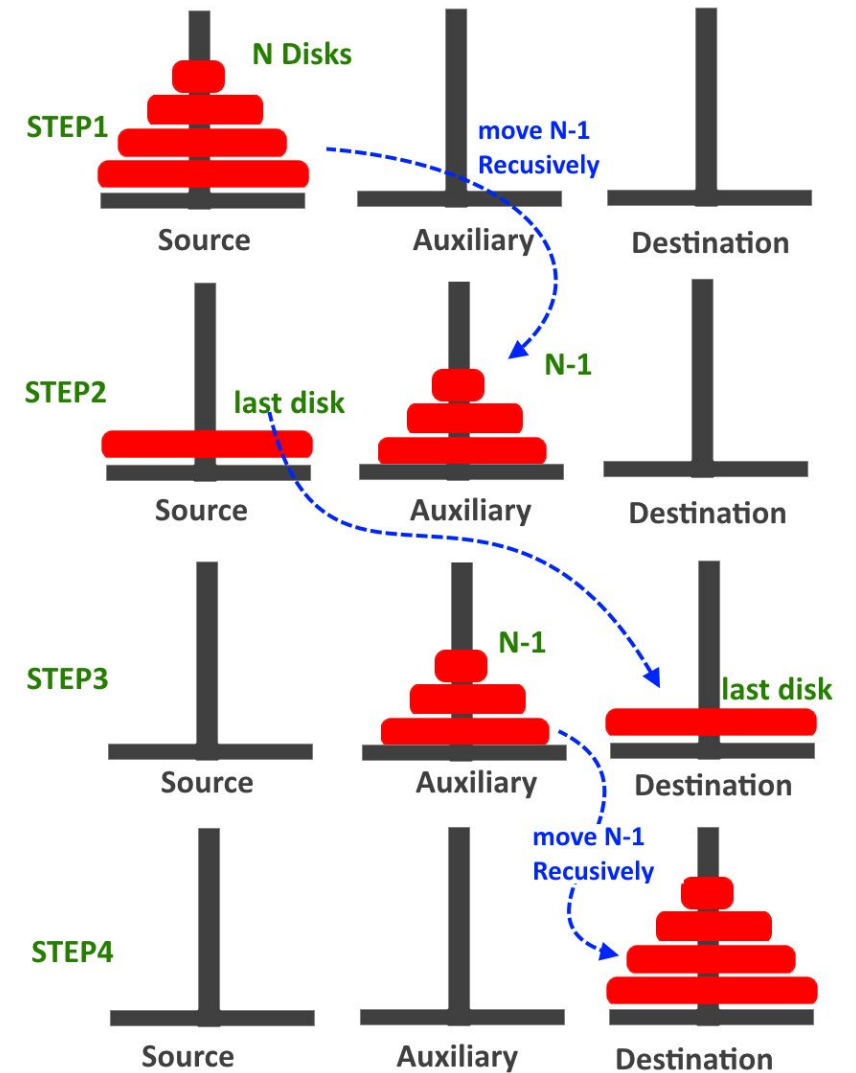 N Disks
STEP1
move N-1
Recusively
Source
Auxiliary
Destination
N-1
STEP2
last disk
Source
Auxiliary
Destination
N-1
STEP3
last disk
Source
Auxiliary
Destination
move N-1
Recusively
STEP4
Source
Auxiliary
Destination